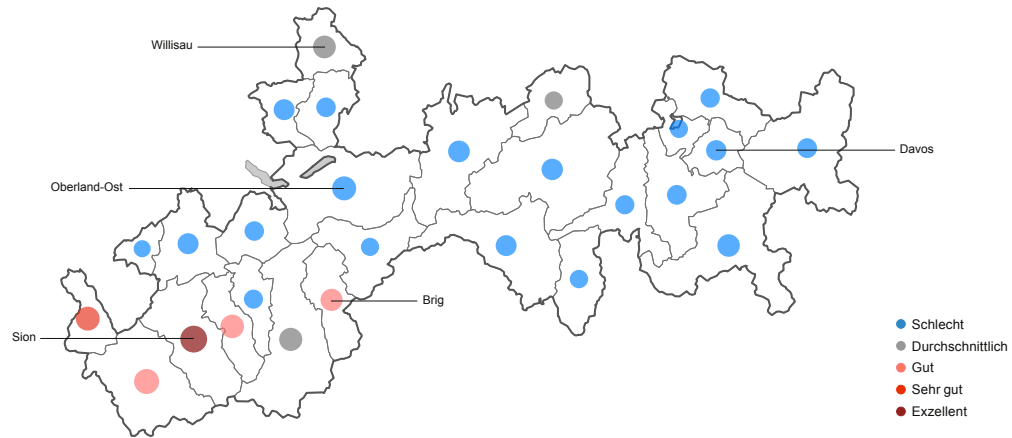 Willisau
Davos
Oberland-Ost
Brig
Sion
Schlecht
Durchschnittlich
Gut
Sehr gut
Exzellent